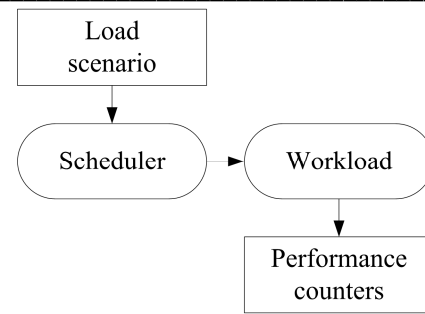 Load
scenario
Scheduler
Workload
Performance
counters